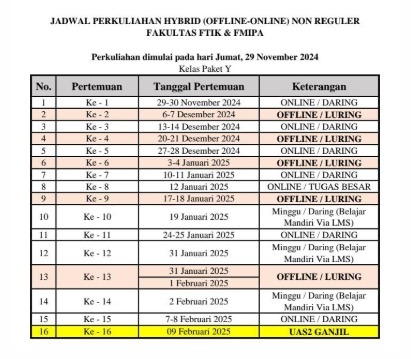 JADWAL PERKULIAHAN HYBRID (OFFLINE-ONLINE) NON REGULER
FAKULTAS FTIK & FMIPA
Perkuliahan dimulai pada hari Jumat, 29 November 2024
Kelas Paket Y
No. Pertemuan Tanggal Pertemuan Keterangan
1 Ke - 1 29-30 November 2024 ONLINE / DARING
2 Ke - 2 6-7 Desember 2024 OFFLINE / LURING
3 Ke - 3 13-14 Desember 2024 ONLINE / DARING
4 Ke - 4 20-21 Desember 2024 OFFLINE / LURING
5 Ke - 5 27-28 Desember 2024 ONLINE / DARING
6 Ke - 6 3-4 Januari 2025 OFFLINE / LURING
7 Ke - 7 10-11 Januari 2025 ONLINE / DARING
8 Ke - 8 12 Januari 2025 ONLINE / TUGAS BESAR
9 Ke - 9 17-18 Januari 2025 OFFLINE / LURING
10 Ke - 10 19 Januari 2025 Minggu / Daring (Belajar
Mandiri Via LMS)
11 Ke - 11 24-25 Januari 2025 ONLINE / DARING
12 Ke - 12 31 Januari 2025 Minggu / Daring (Belajar
Mandiri Via LMS)
13 Ke - 13 31 Januari 2025 OFFLINE / LURING
1 Februari 2025
14 Ke - 14 2 Februari 2025 Minggu / Daring (Belajar
Mandiri Via LMS)
15 Ke - 15 7-8 Februari 2025 ONLINE / DARING
16 Ke - 16 09 Februari 2025 UAS2 GANJIL